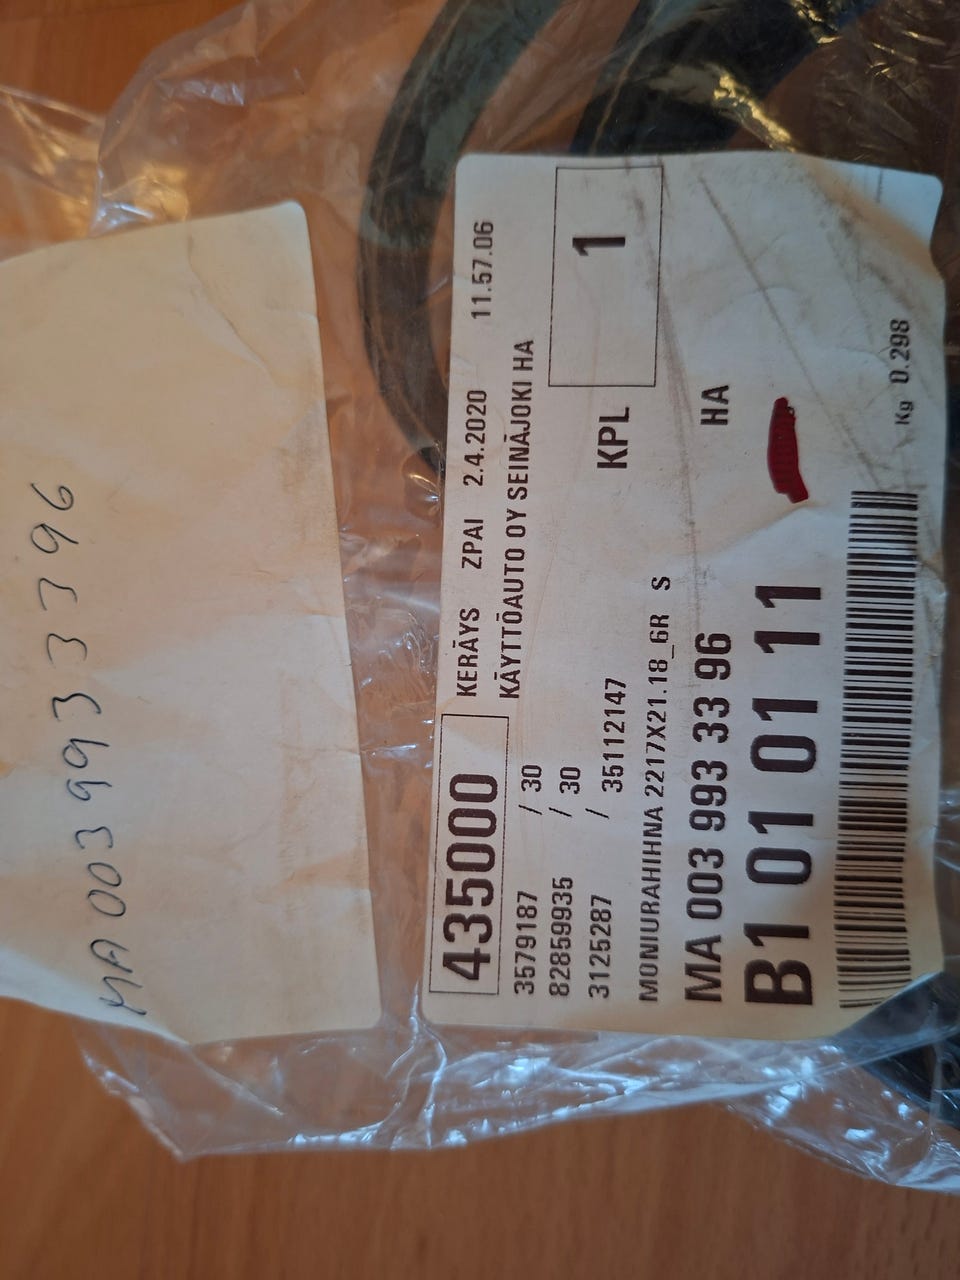 MA 003 993 33 96
435000
KERÄYS ZPAI 2.4.2020 11.57.06
KÄYTTÖAUTO OY SEINÄJOKI HA
3579187 / 30
82859935 / 30
3125287 / 35112147
KPL 1
MONIURAHIHNA 2217X21.18_6R S
MA 003 993 33 96 HA
B1 01 01 11
Kg 0.298